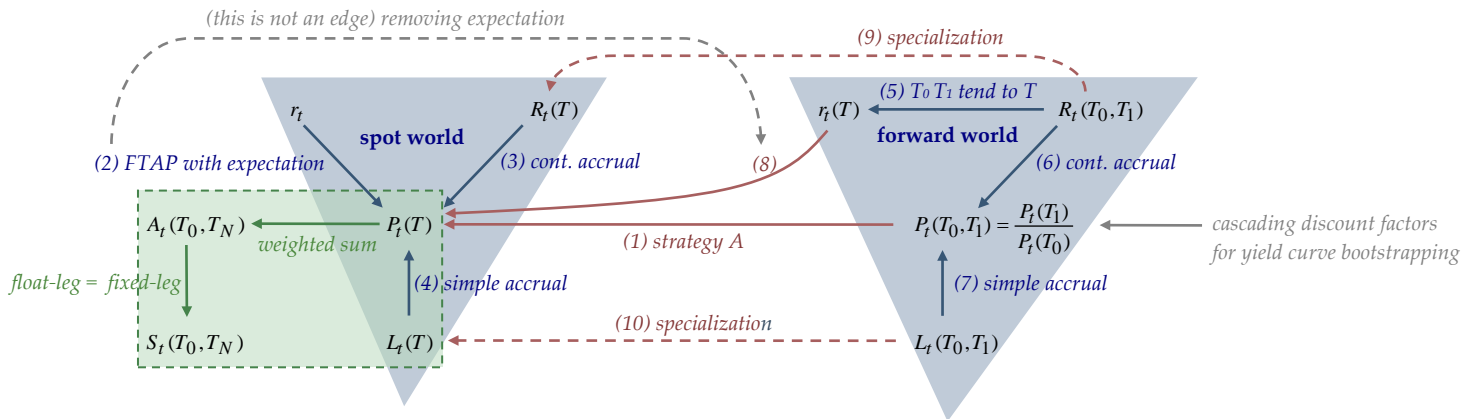 (this is not an edge) removing expectation
(9) specialization
r_t
R_t(T)
r_t(T)
(5) T₀ T₁ tend to T
R_t(T₀,T₁)
spot world
forward world
(2) FTAP with expectation
(3) cont. accrual
(8)
(6) cont. accrual
A_t(T₀,T_N)
weighted sum
P_t(T)
(1) strategy A
P_t(T₀,T₁) = P_t(T₁) / P_t(T₀)
cascading discount factors
for yield curve bootstrapping
float-leg = fixed-leg
(4) simple accrual
(7) simple accrual
S_t(T₀,T_N)
L_t(T)
(10) specialization
L_t(T₀,T₁)